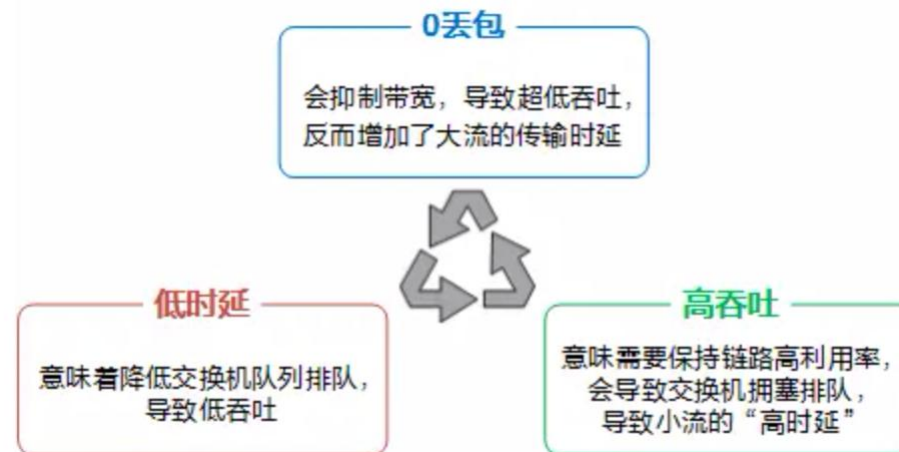 0丢包
会抑制带宽，导致超低吞吐，
反而增加了大流的传输时延
低时延
意味着降低交换机队列排队，
导致低吞吐
高吞吐
意味需要保持链路高利用率，
会导致交换机拥塞排队，
导致小流的“高时延”